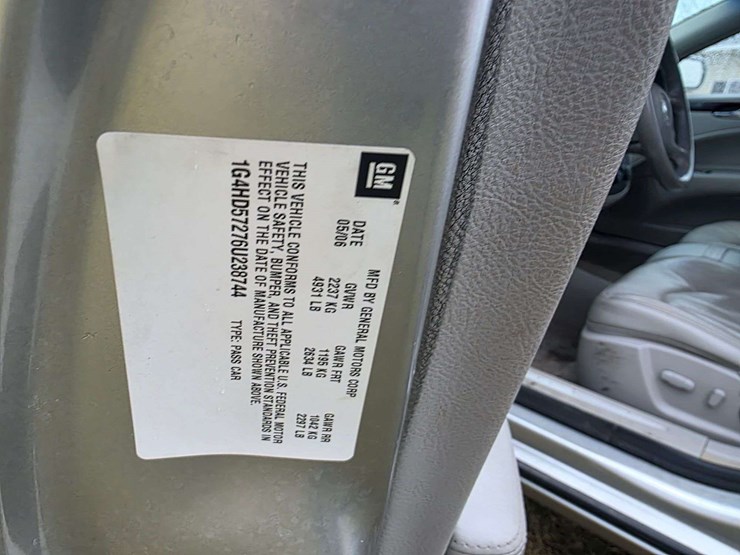 GM
MFD BY GENERAL MOTORS CORP
DATE GVWR GAWR FRT GAWR RR
05/06 2237 KG 1195 KG 1042 KG
4931 LB 2634 LB 2297 LB
THIS VEHICLE CONFORMS TO ALL APPLICABLE U.S. FEDERAL MOTOR
VEHICLE SAFETY, BUMPER, AND THEFT PREVENTION STANDARDS IN
EFFECT ON THE DATE OF MANUFACTURE SHOWN ABOVE.
1G4HD57276U238744 TYPE: PASS CAR